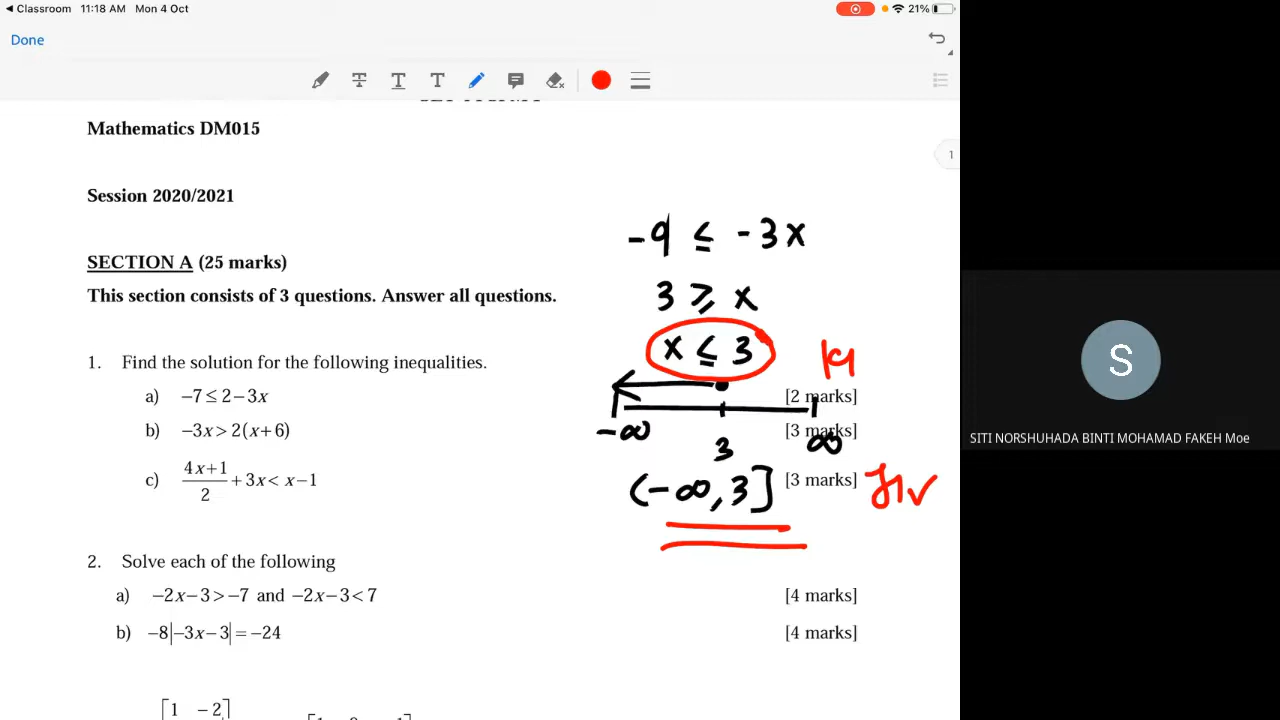 Classroom 11:18 AM Mon 4 Oct 21%
Done
T T T
Mathematics DM015
1
Session 2020/2021
-9 ≤ -3x
SECTION A (25 marks)
This section consists of 3 questions. Answer all questions.
3 ≥ x
x ≤ 3
1. Find the solution for the following inequalities.
a) −7 ≤ 2−3x [2 marks]
b) −3x > 2(x+6) [3 marks]
-∞ 3 ∞
c) (4x+1)/2 + 3x < x−1 [3 marks]
(-∞, 3]
2. Solve each of the following
a) −2x−3 > −7 and −2x−3 < 7 [4 marks]
b) −8|−3x−3| = −24 [4 marks]
[1 −2]
S
SITI NORSHUHADA BINTI MOHAMAD FAKEH Moe